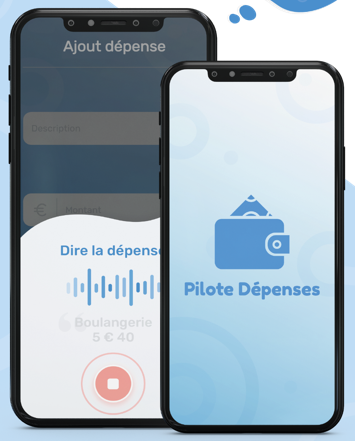 Ajout dépense
Description
€ Montant
Dire la dépense
Boulangerie
5 € 40
Pilote Dépenses